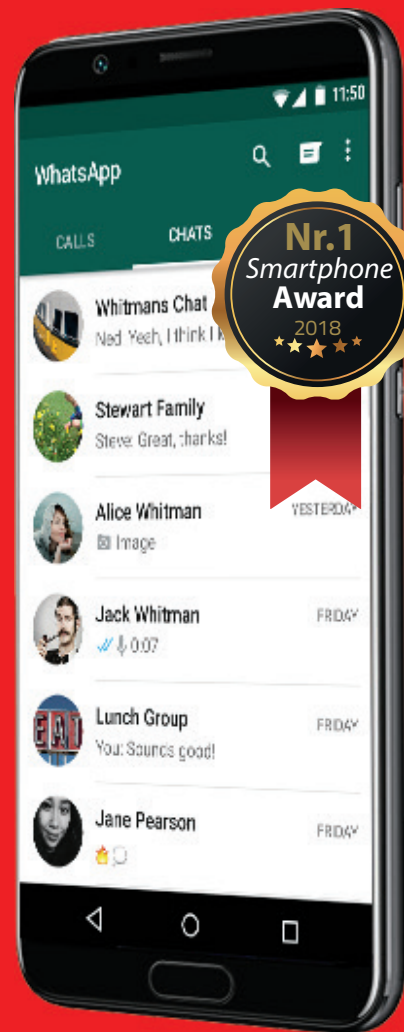 11:50
WhatsApp
CALLS
CHATS
Nr.1
Smartphone
Award
2018
Whitmans Chat
Ned: Yeah, I think I
Stewart Family
Steve: Great, thanks!
Alice Whitman
YESTERDAY
Image
Jack Whitman
FRIDAY
0:07
EAT
Lunch Group
FRIDAY
You: Sounds good!
Jane Pearson
FRIDAY